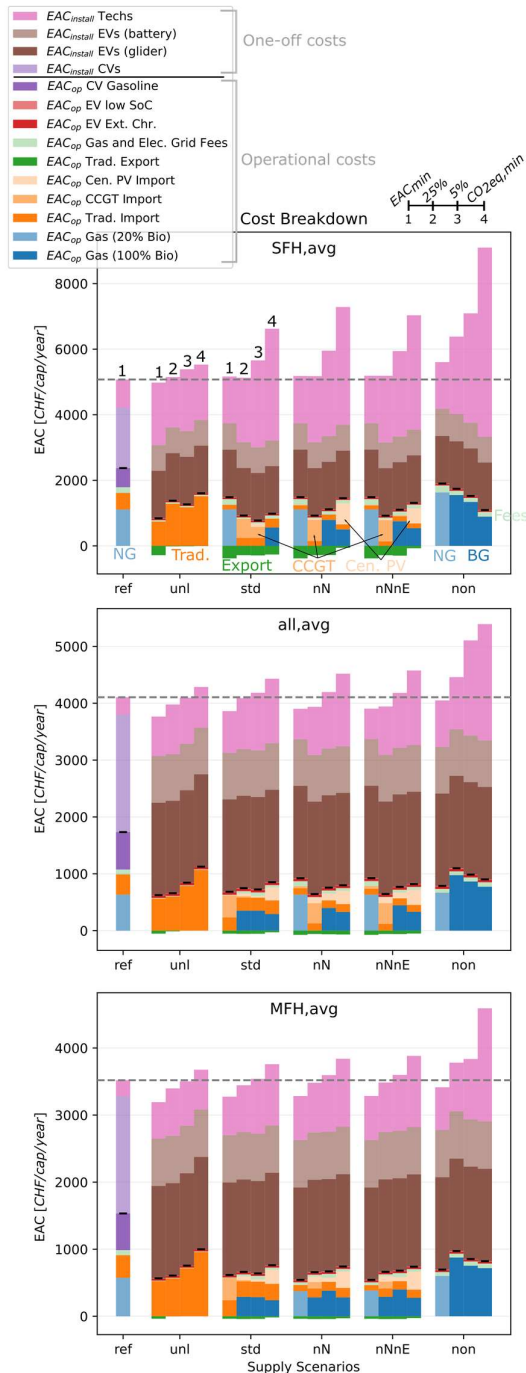 EAC_install Techs
EAC_install EVs (battery)
EAC_install EVs (glider)
EAC_install CVs
One-off costs
EAC_op CV Gasoline
EAC_op EV low SoC
EAC_op EV Ext. Chr.
EAC_op Gas and Elec. Grid Fees
EAC_op Trad. Export
EAC_op Cen. PV Import
EAC_op CCGT Import
EAC_op Trad. Import
EAC_op Gas (20% Bio)
EAC_op Gas (100% Bio)
Operational costs
EACmin 25% 5% CO2eq,min
1 2 3 4
Cost Breakdown
SFH,avg
8000
6000
4000
2000
0
EAC [CHF/cap/year]
1 1 2 3 4 1 2 3 4
Fees
NG Trad. Export CCGT Cen. PV NG BG
ref unl std nN nNnE non
all,avg
5000
4000
3000
2000
1000
0
EAC [CHF/cap/year]
ref unl std nN nNnE non
MFH,avg
4000
3000
2000
1000
0
EAC [CHF/cap/year]
ref unl std nN nNnE non
Supply Scenarios